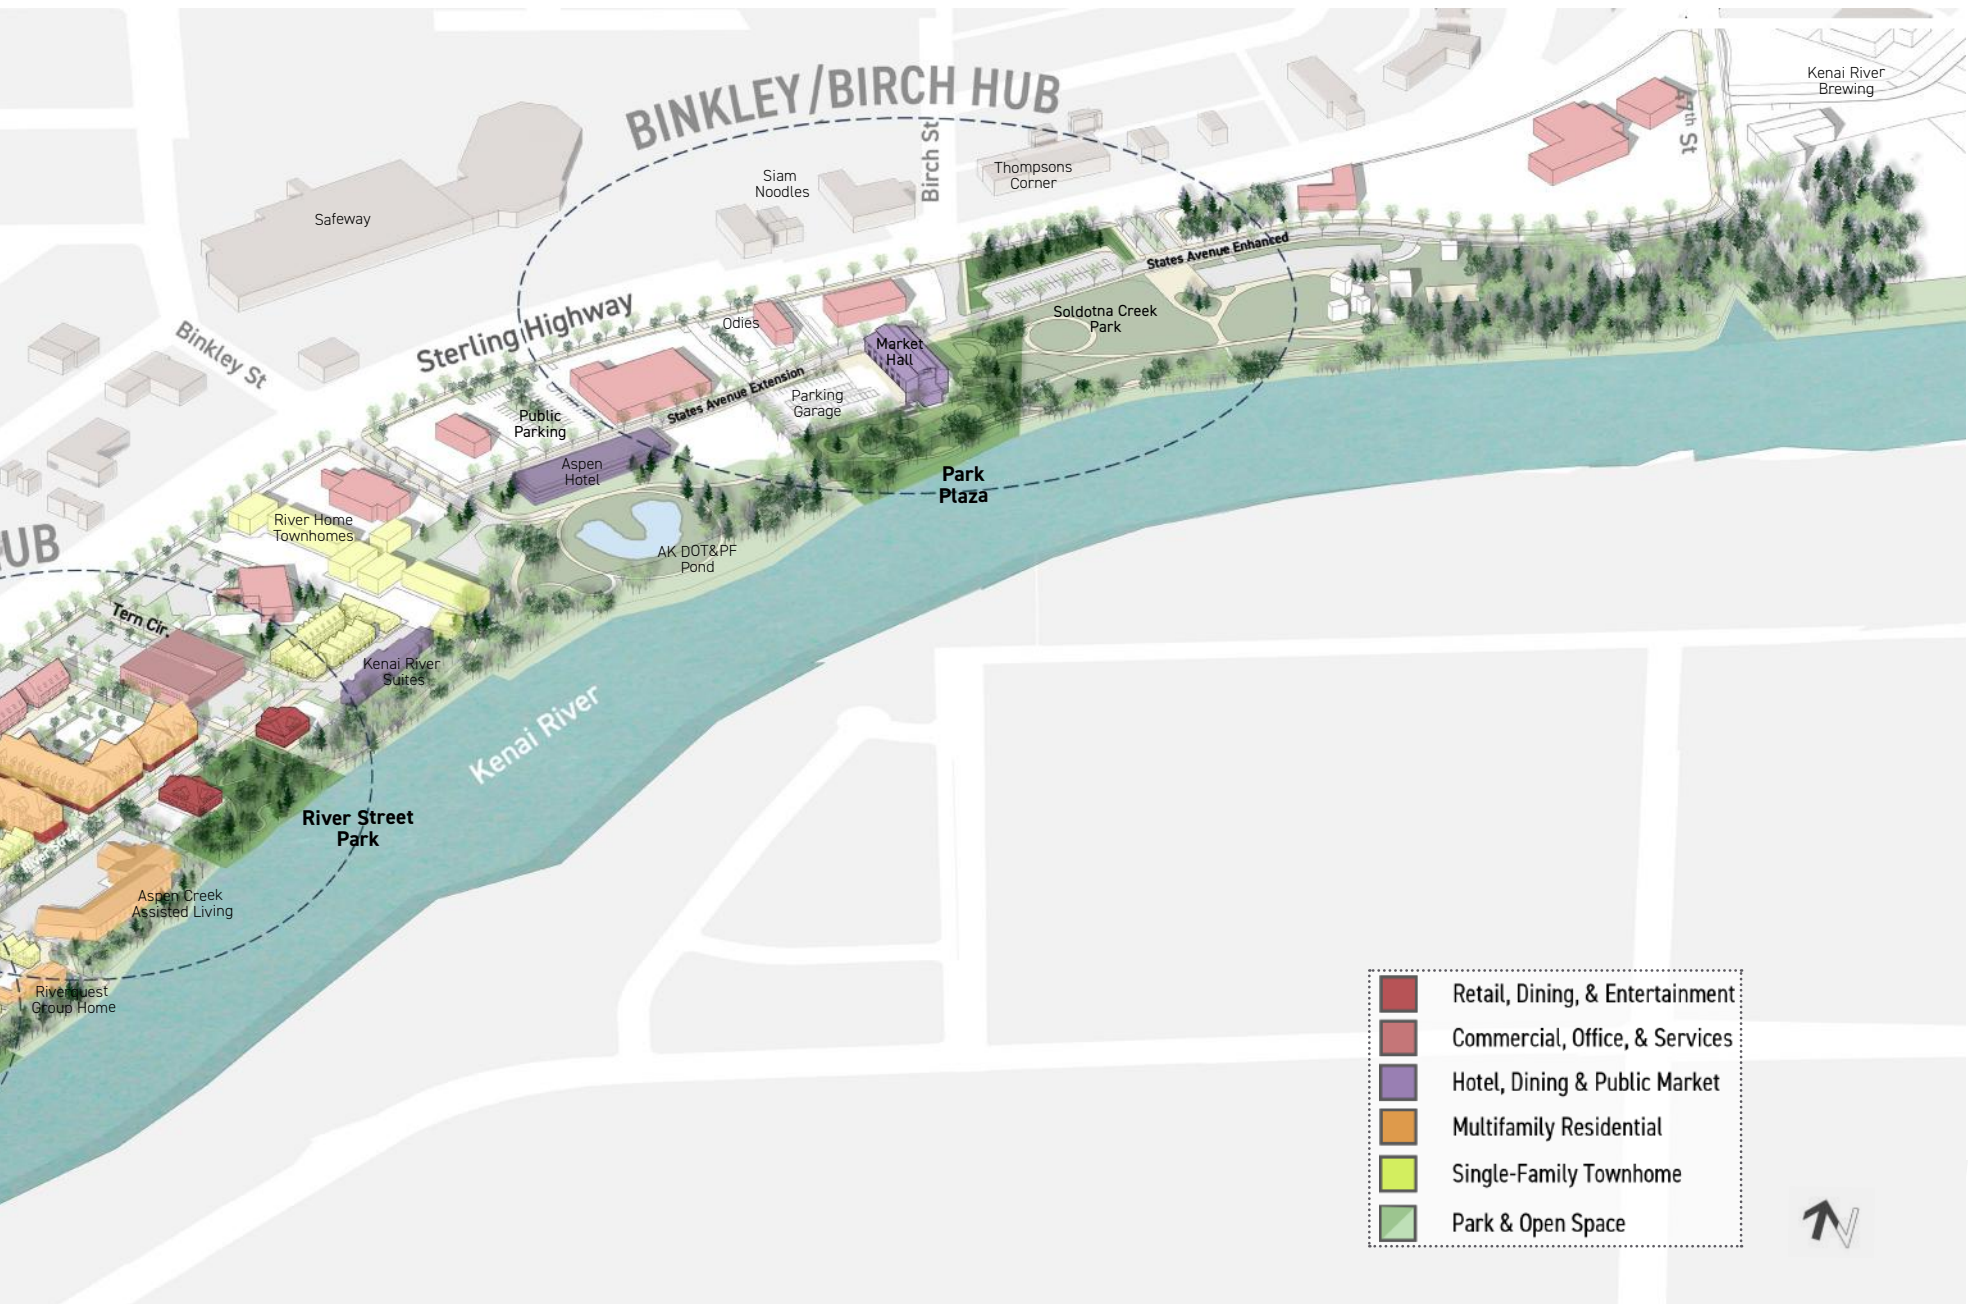 BINKLEY/BIRCH HUB
Kenai River
Brewing
Birch St
Siam
Noodles
Thompsons
Corner
Safeway
Sterling Highway
Binkley St
States Avenue Enhanced
Soldotna Creek
Park
Odies
Market
Hall
States Avenue Extension
Parking
Garage
Public
Parking
Aspen
Hotel
Park
Plaza
River Home
Townhomes
AK DOT&PF
Pond
UB
Tern Cir.
Kenai River
Suites
Kenai River
River Street
Park
Aspen Creek
Assisted Living
Riverquest
Group Home
Retail, Dining, & Entertainment
Commercial, Office, & Services
Hotel, Dining & Public Market
Multifamily Residential
Single-Family Townhome
Park & Open Space
N